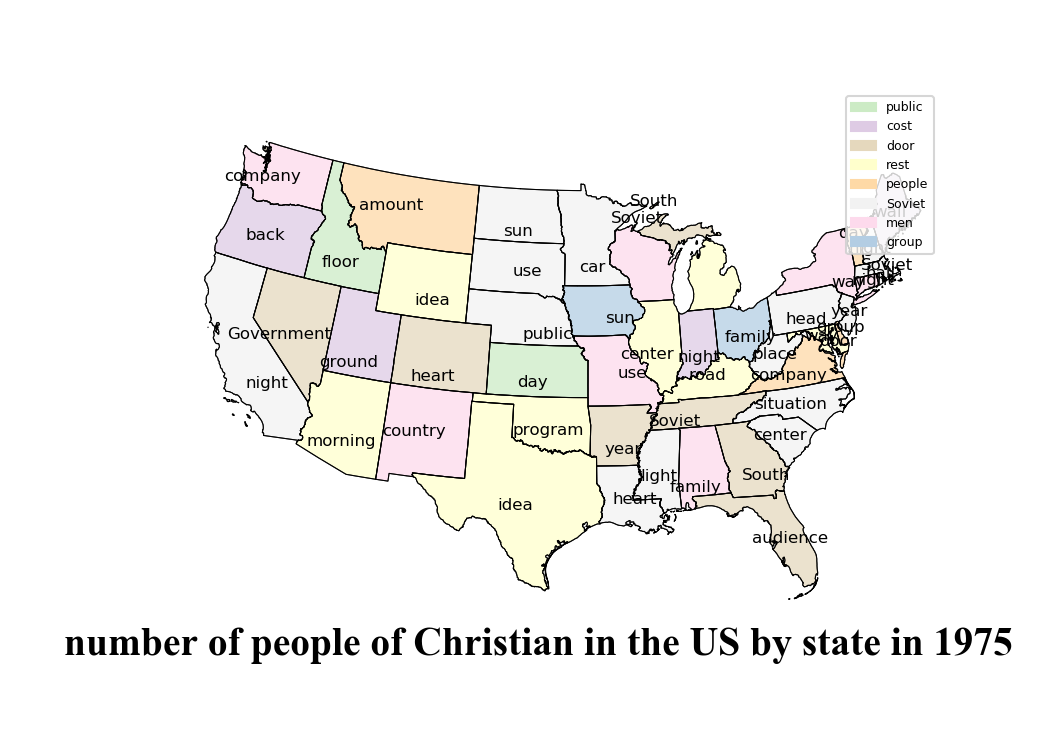 public
cost
door
rest
people
Soviet
men
group
company
back
floor
amount
sun
use
car
South
Soviet
wall
day
Soviet
night
idea
public
sun
Government
ground
heart
day
center
use
night
road
family
place
head
year
group
company
situation
center
Soviet
morning
night
country
program
year
light
family
South
idea
heart
audience
number of people of Christian in the US by state in 1975